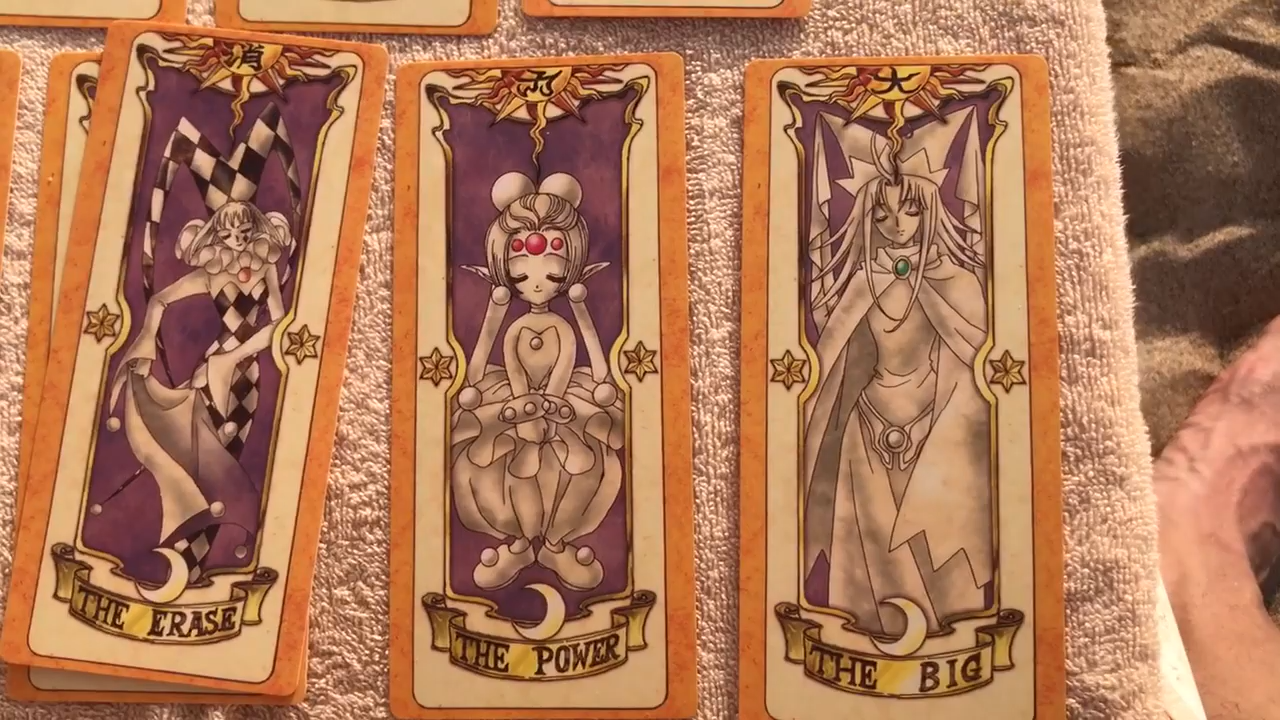 消
THE ERASE
力
THE POWER
大
THE BIG